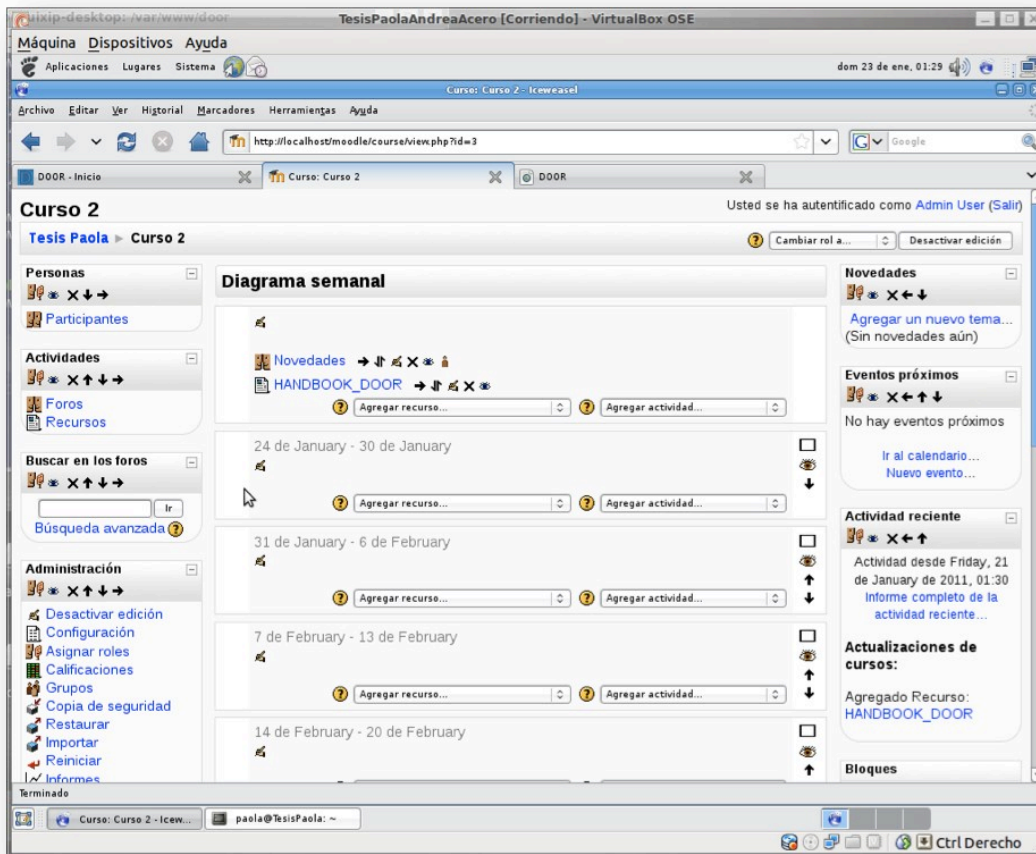 uixip-desktop: /var/www/door
TesisPaolaAndreaAcero [Corriendo] - VirtualBox OSE
Máquina Dispositivos Ayuda
Aplicaciones Lugares Sistema
dom 23 de ene, 01:29
Curso: Curso 2 - Iceweasel
Archivo Editar Ver Historial Marcadores Herramientas Ayuda
http://localhost/moodle/course/view.php?id=3
Google
DOOR - Inicio
Curso: Curso 2
DOOR
Curso 2
Usted se ha autentificado como Admin User (Salir)
Tesis Paola ► Curso 2
Cambiar rol a...
Desactivar edición
Personas
Participantes
Actividades
Foros
Recursos
Buscar en los foros
Ir
Búsqueda avanzada
Administración
Desactivar edición
Configuración
Asignar roles
Calificaciones
Grupos
Copia de seguridad
Restaurar
Importar
Reiniciar
Informes
Diagrama semanal
Novedades
HANDBOOK_DOOR
Agregar recurso... Agregar actividad...
24 de January - 30 de January
Agregar recurso... Agregar actividad...
31 de January - 6 de February
Agregar recurso... Agregar actividad...
7 de February - 13 de February
Agregar recurso... Agregar actividad...
14 de February - 20 de February
Novedades
Agregar un nuevo tema...
(Sin novedades aún)
Eventos próximos
No hay eventos próximos
Ir al calendario...
Nuevo evento...
Actividad reciente
Actividad desde Friday, 21
de January de 2011, 01:30
Informe completo de la
actividad reciente...
Actualizaciones de
cursos:
Agregado Recurso:
HANDBOOK_DOOR
Bloques
Terminado
Curso: Curso 2 - Icew...
paola@TesisPaola: ~
Ctrl Derecho